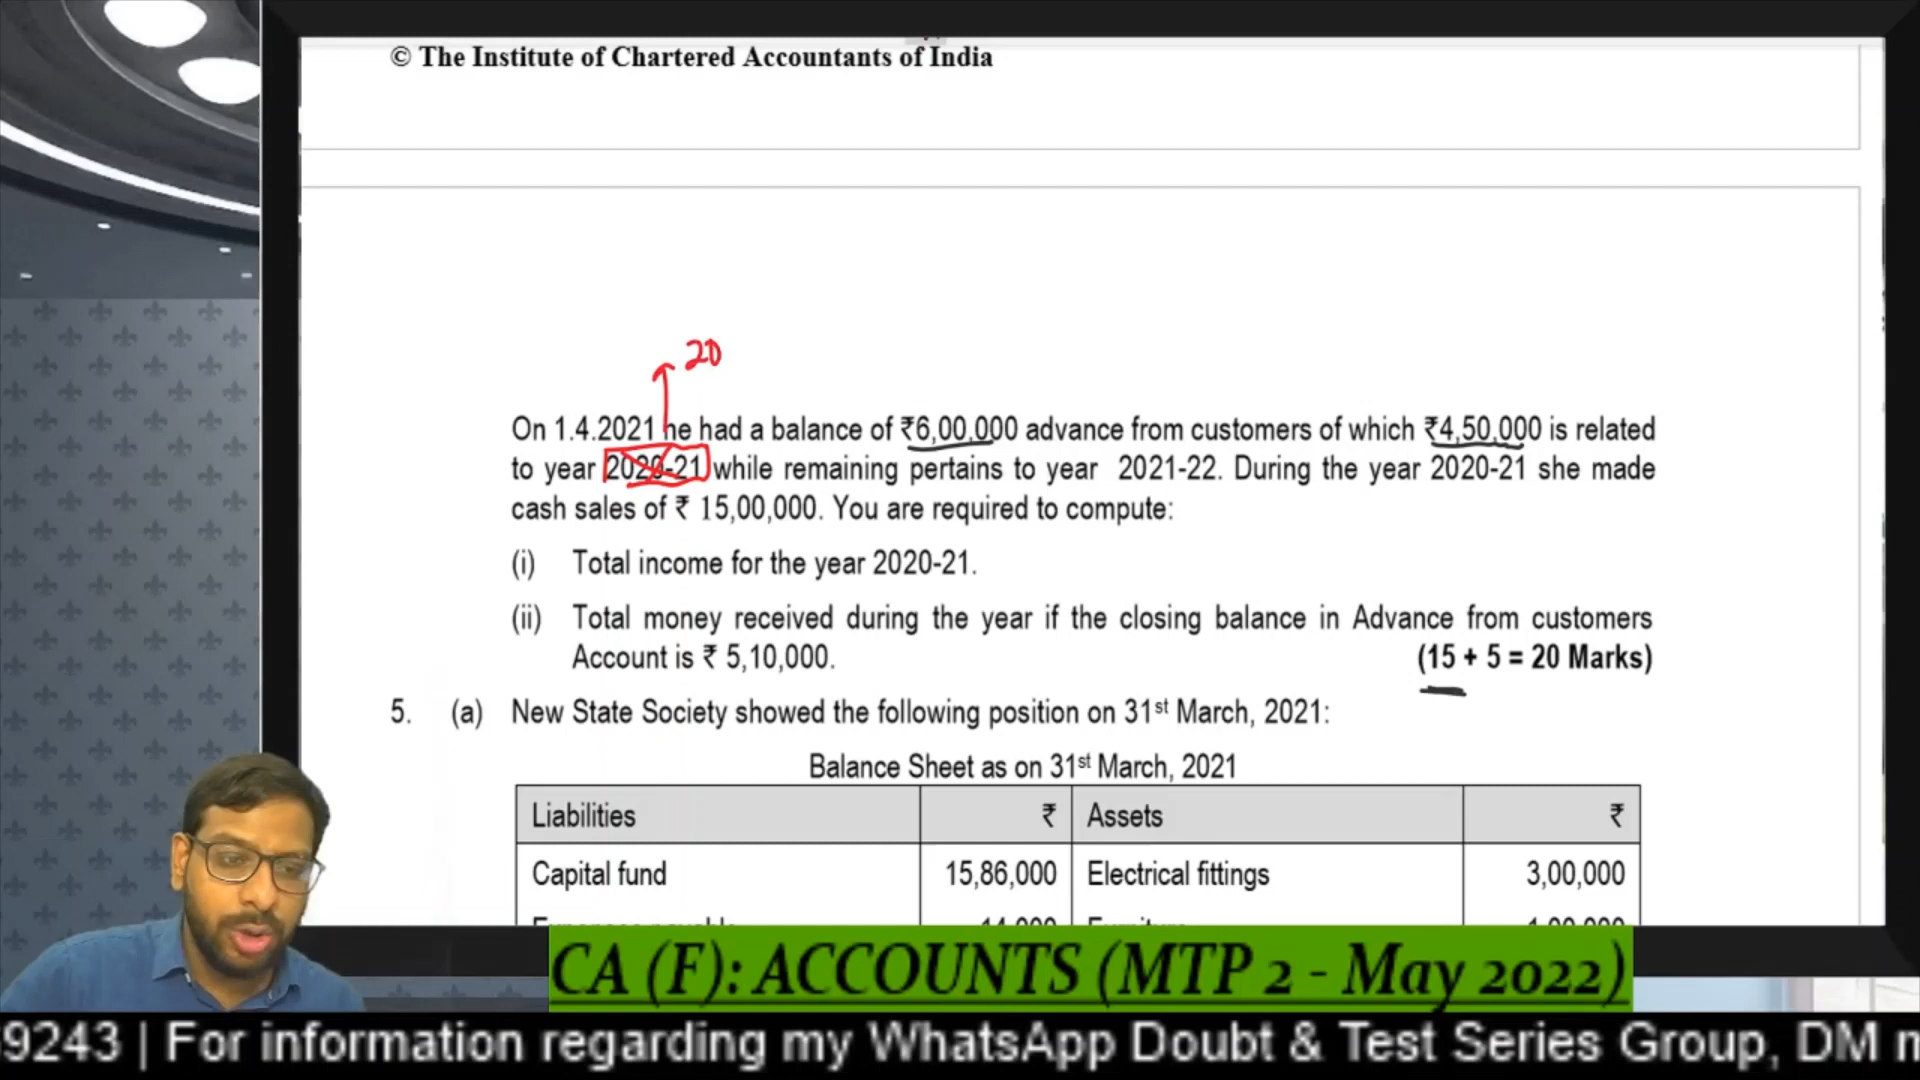 © The Institute of Chartered Accountants of India
20
On 1.4.2021 he had a balance of ₹6,00,000 advance from customers of which ₹4,50,000 is related
to year 2020-21 while remaining pertains to year 2021-22. During the year 2020-21 she made
cash sales of ₹ 15,00,000. You are required to compute:
(i) Total income for the year 2020-21.
(ii) Total money received during the year if the closing balance in Advance from customers
Account is ₹ 5,10,000. (15 + 5 = 20 Marks)
5. (a) New State Society showed the following position on 31st March, 2021:
Balance Sheet as on 31st March, 2021
Liabilities ₹ Assets ₹
Capital fund 15,86,000 Electrical fittings 3,00,000
CA (F): ACCOUNTS (MTP 2 - May 2022)
69243 | For information regarding my WhatsApp Doubt & Test Series Group, DM